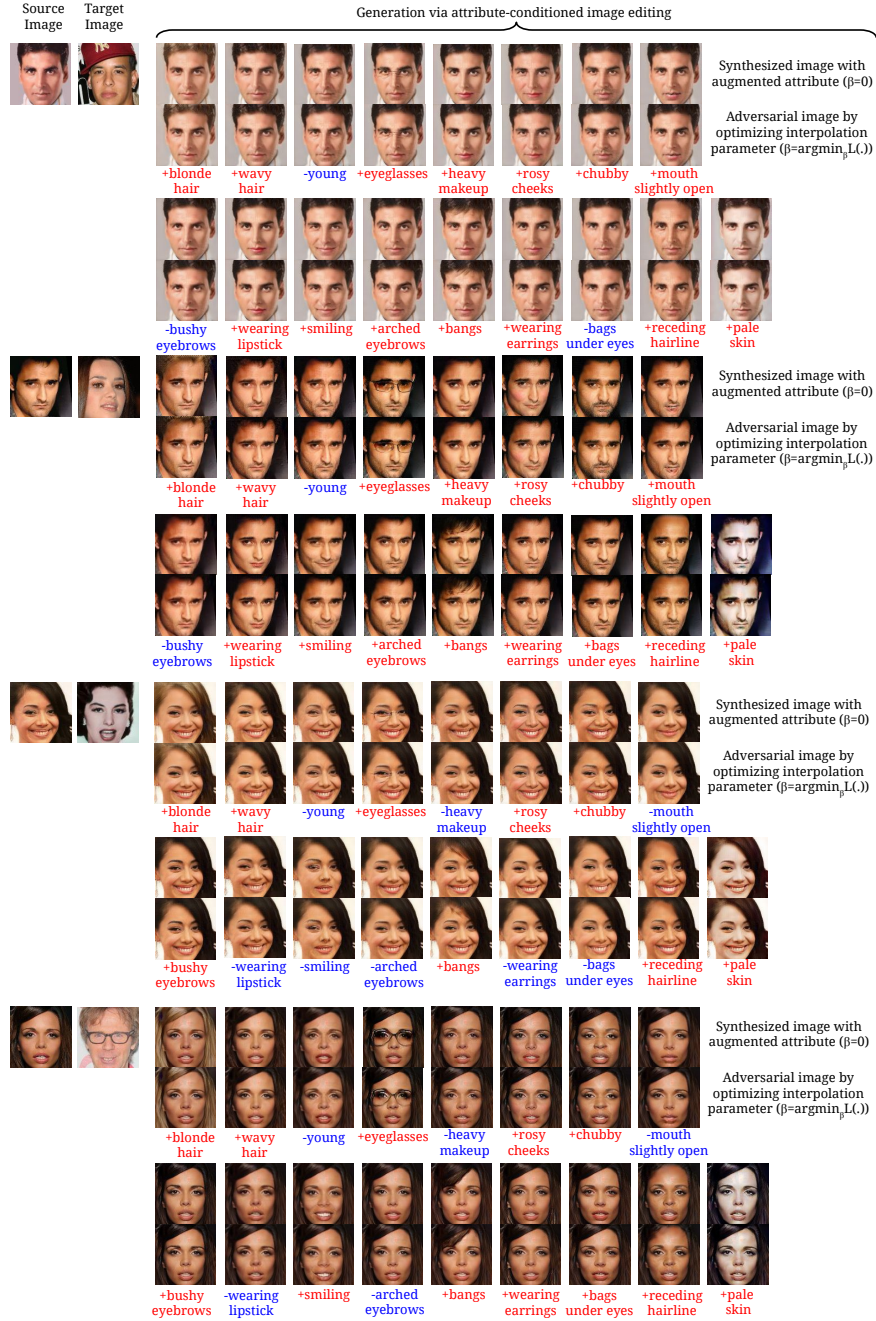 Source Image
Target Image
Generation via attribute-conditioned image editing
Synthesized image with
augmented attribute (β=0)
Adversarial image by
optimizing interpolation
parameter (β=argminᵦL(.))
+blonde hair
+wavy hair
-young
+eyeglasses
+heavy makeup
+rosy cheeks
+chubby
+mouth slightly open
-bushy eyebrows
+wearing lipstick
+smiling
+arched eyebrows
+bangs
+wearing earrings
-bags under eyes
+receding hairline
+pale skin
Synthesized image with
augmented attribute (β=0)
Adversarial image by
optimizing interpolation
parameter (β=argminᵦL(.))
+blonde hair
+wavy hair
-young
+eyeglasses
+heavy makeup
+rosy cheeks
+chubby
+mouth slightly open
-bushy eyebrows
+wearing lipstick
+smiling
+arched eyebrows
+bangs
+wearing earrings
+bags under eyes
+receding hairline
+pale skin
Synthesized image with
augmented attribute (β=0)
Adversarial image by
optimizing interpolation
parameter (β=argminᵦL(.))
+blonde hair
+wavy hair
-young
+eyeglasses
-heavy makeup
+rosy cheeks
+chubby
-mouth slightly open
+bushy eyebrows
-wearing lipstick
-smiling
-arched eyebrows
+bangs
-wearing earrings
-bags under eyes
+receding hairline
+pale skin
Synthesized image with
augmented attribute (β=0)
Adversarial image by
optimizing interpolation
parameter (β=argminᵦL(.))
+blonde hair
+wavy hair
-young
+eyeglasses
-heavy makeup
+rosy cheeks
+chubby
-mouth slightly open
+bushy eyebrows
-wearing lipstick
+smiling
-arched eyebrows
+bangs
+wearing earrings
+bags under eyes
+receding hairline
+pale skin